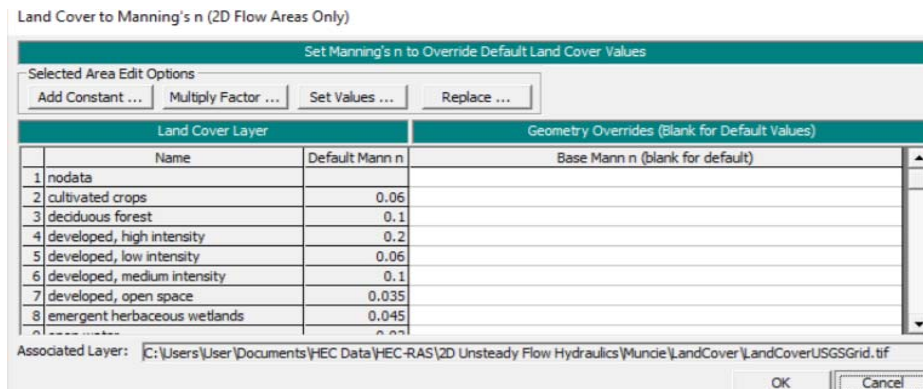 Land Cover to Manning's n (2D Flow Areas Only)
Set Manning's n to Override Default Land Cover Values
Selected Area Edit Options
Add Constant ... Multiply Factor ... Set Values ... Replace ...
Land Cover Layer Geometry Overrides (Blank for Default Values)
Name Default Mann n Base Mann n (blank for default)
1 nodata
2 cultivated crops 0.06
3 deciduous forest 0.1
4 developed, high intensity 0.2
5 developed, low intensity 0.06
6 developed, medium intensity 0.1
7 developed, open space 0.035
8 emergent herbaceous wetlands 0.045
Associated Layer: C:\Users\User\Documents\HEC Data\HEC-RAS\2D Unsteady Flow Hydraulics\Muncie\LandCover\LandCoverUSGSGrid.tif
OK Cancel